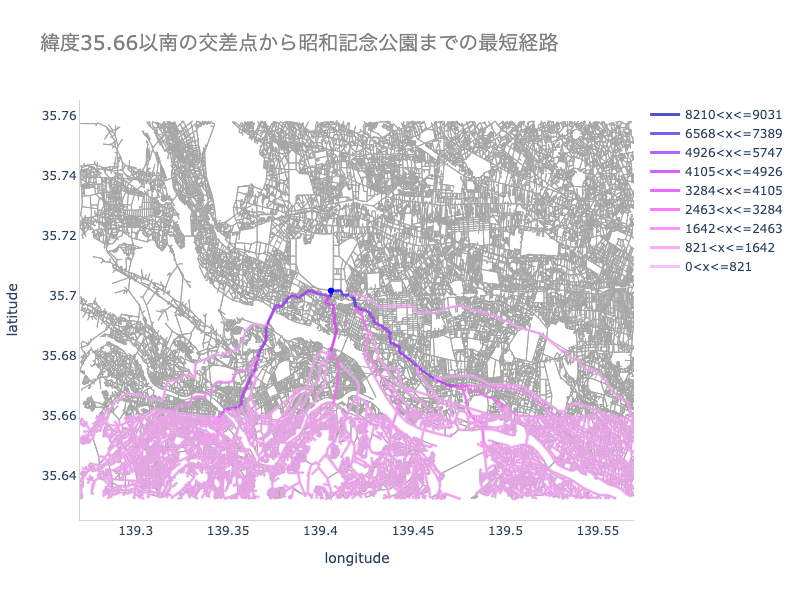 緯度35.66以南の交差点から昭和記念公園までの最短経路
8210<x<=9031
6568<x<=7389
4926<x<=5747
4105<x<=4926
3284<x<=4105
2463<x<=3284
1642<x<=2463
821<x<=1642
0<x<=821
latitude
35.76
35.74
35.72
35.7
35.68
35.66
35.64
139.3
139.35
139.4
139.45
139.5
139.55
longitude